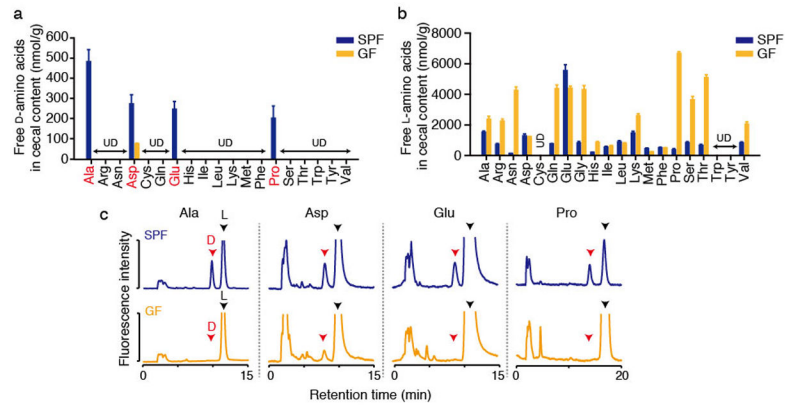 a
Free D-amino acids
in cecal content (nmol/g)
600
500
400
300
200
100
0
SPF
GF
UD
UD
UD
UD
Ala
Arg
Asn
Asp
Cys
Gln
Glu
His
Ile
Leu
Lys
Met
Phe
Pro
Ser
Thr
Trp
Tyr
Val
b
Free L-amino acids
in cecal content (nmol/g)
8000
6000
4000
2000
0
SPF
GF
UD
UD
Ala
Arg
Asn
Asp
Cys
Gln
Glu
Gly
His
Ile
Leu
Lys
Met
Phe
Pro
Ser
Thr
Trp
Tyr
Val
c
Ala
Asp
Glu
Pro
Fluorescence intensity
SPF
D
L
GF
D
L
0 15
0 15
0 15
0 20
Retention time (min)